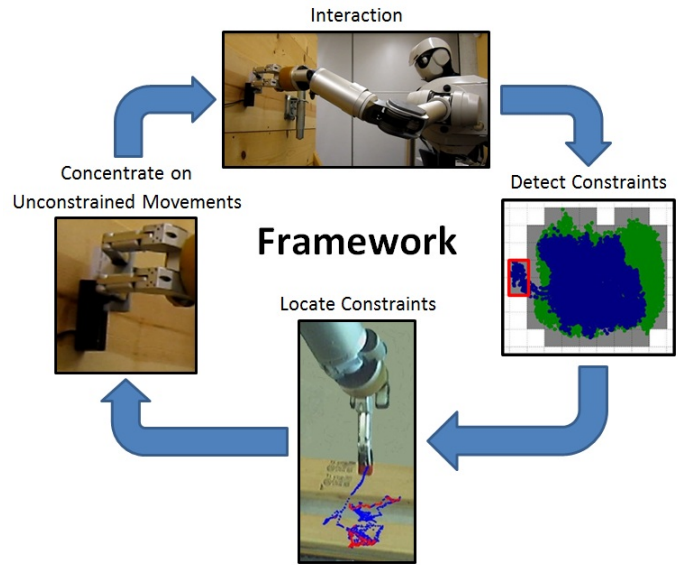 Interaction
Concentrate on
Unconstrained Movements
Detect Constraints
Framework
Locate Constraints